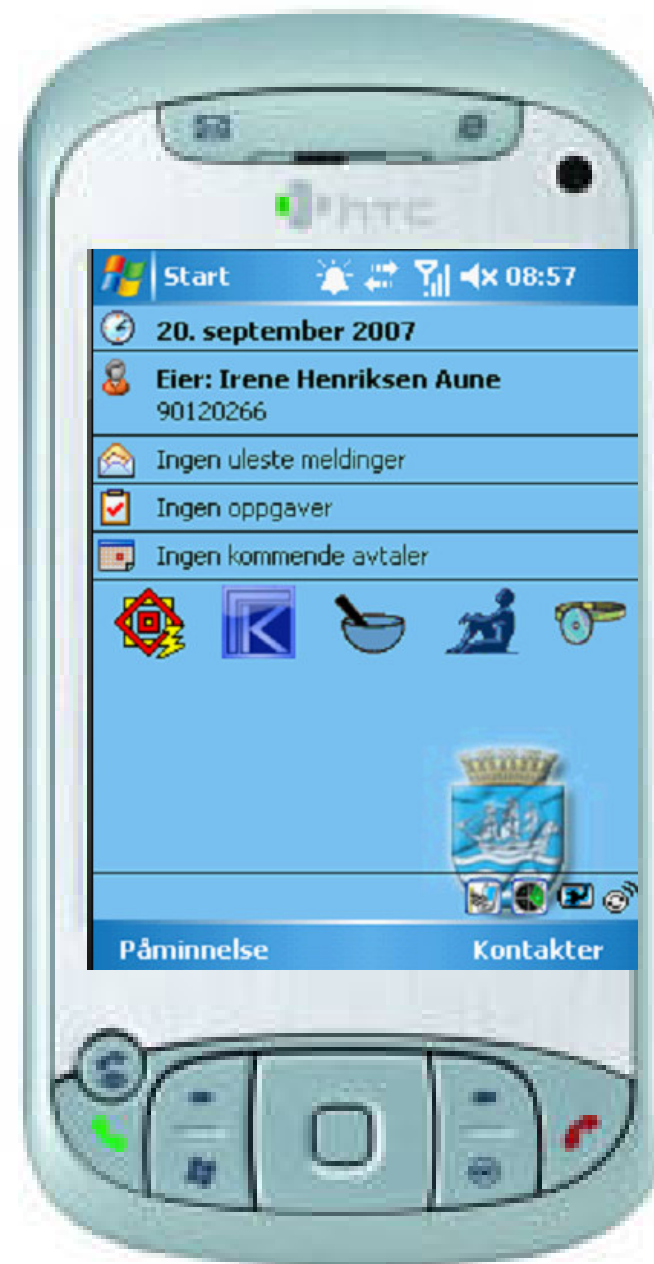 hTC
Start 08:57
20. september 2007
Eier: Irene Henriksen Aune
90120266
Ingen uleste meldinger
Ingen oppgaver
Ingen kommende avtaler
K
Påminnelse Kontakter